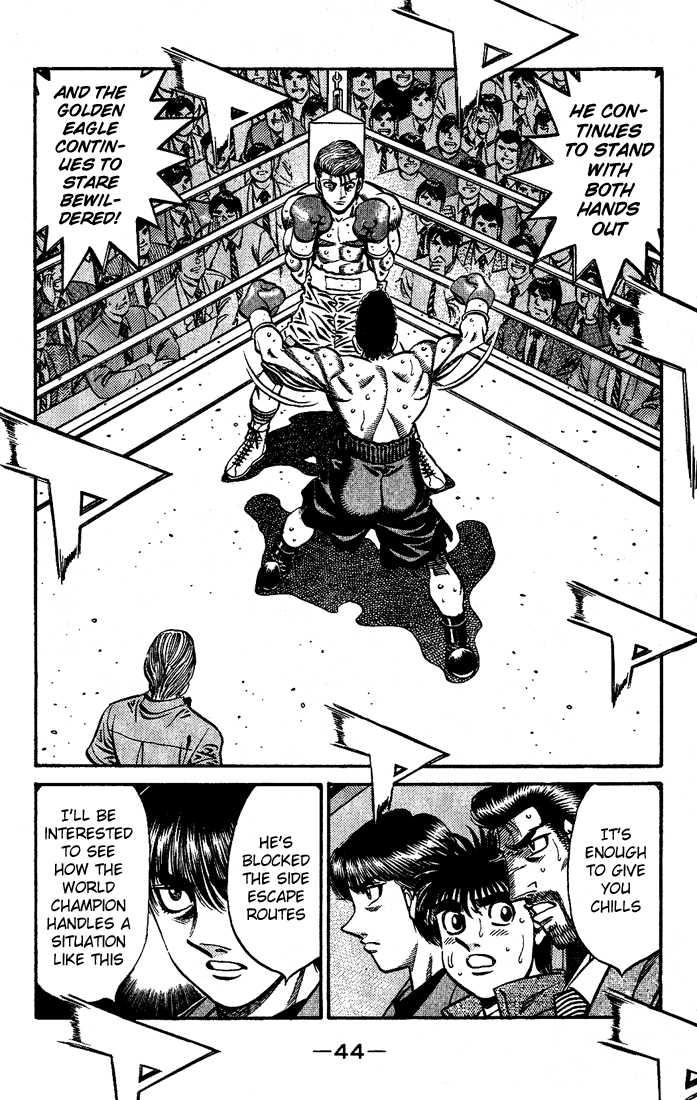 HE CON-
TINUES
TO STAND
WITH
BOTH
HANDS
OUT
AND THE
GOLDEN
EAGLE
CONTIN-
UES TO
STARE
BEWIL-
DERED!
IT'S
ENOUGH
TO GIVE
YOU
CHILLS
HE'S
BLOCKED
THE SIDE
ESCAPE
ROUTES
I'LL BE
INTERESTED
TO SEE
HOW THE
WORLD
CHAMPION
HANDLES A
SITUATION
LIKE THIS
—44—